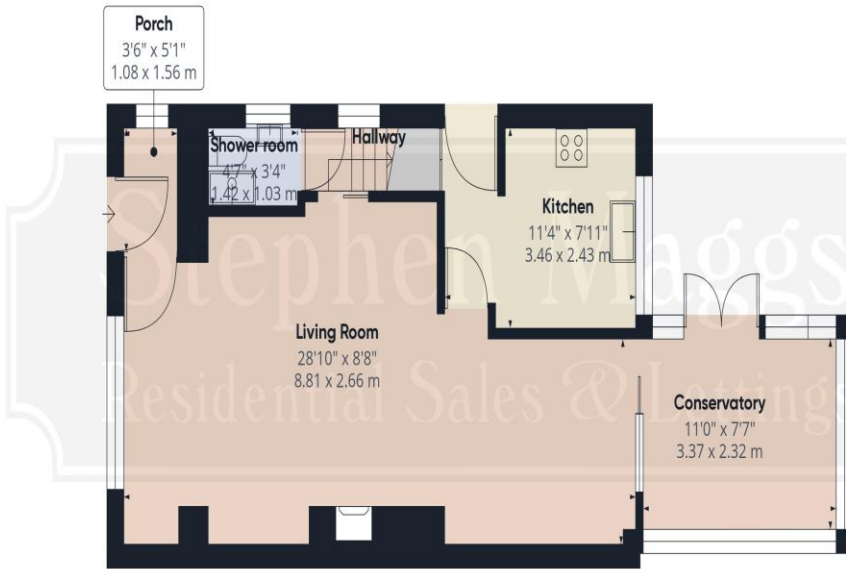 Porch
3'6" x 5'1"
1.08 x 1.56 m
Shower room
4'7" x 3'4"
1.42 x 1.03 m
Hallway
Kitchen
11'4" x 7'11"
3.46 x 2.43 m
Stephen Maggs
Living Room
28'10" x 8'8"
8.81 x 2.66 m
Residential Sales & Lettings
Conservatory
11'0" x 7'7"
3.37 x 2.32 m